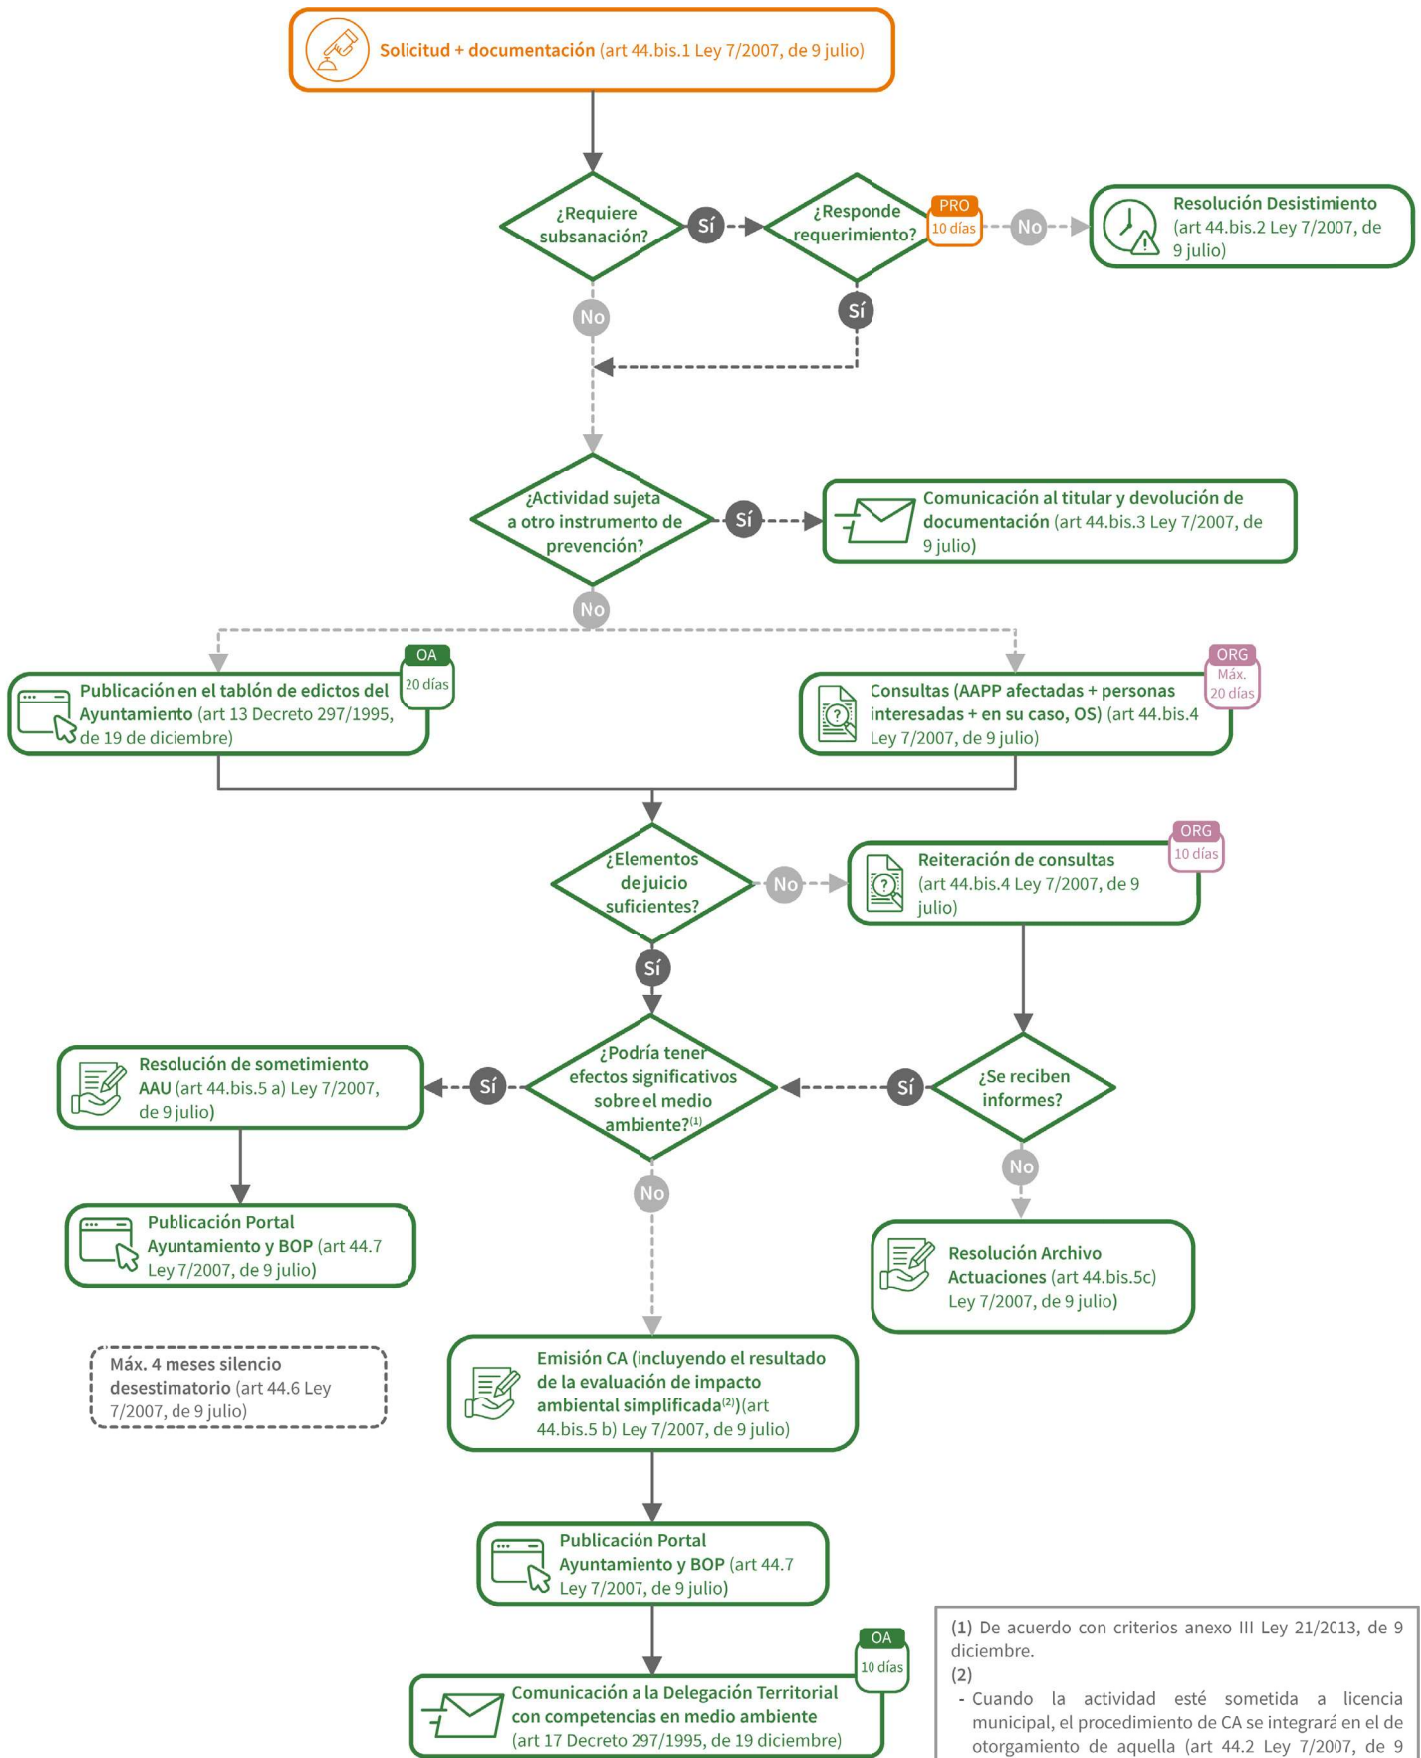 Solicitud + documentación (art 44.bis.1 Ley 7/2007, de 9 julio)
¿Requiere
subsanación?
Sí
¿Responde
requerimiento?
PRO
10 días
No
Resolución Desistimiento
(art 44.bis.2 Ley 7/2007, de
9 julio)
No
Sí
¿Actividad sujeta
a otro instrumento de
prevención?
Sí
Comunicación al titular y devolución de
documentación (art 44.bis.3 Ley 7/2007, de
9 julio)
No
OA
20 días
Publicación en el tablón de edictos del
Ayuntamiento (art 13 Decreto 297/1995,
de 19 de diciembre)
ORG
Máx.
20 días
Consultas (AAPP afectadas + personas
interesadas + en su caso, OS) (art 44.bis.4
Ley 7/2007, de 9 julio)
¿Elementos
de juicio
suficientes?
No
ORG
10 días
Reiteración de consultas
(art 44.bis.4 Ley 7/2007, de 9
julio)
Sí
Resolución de sometimiento
AAU (art 44.bis.5 a) Ley 7/2007,
de 9 julio)
Sí
¿Podría tener
efectos significativos
sobre el medio
ambiente?(1)
Sí
¿Se reciben
informes?
No
No
Publicación Portal
Ayuntamiento y BOP (art 44.7
Ley 7/2007, de 9 julio)
Resolución Archivo
Actuaciones (art 44.bis.5c)
Ley 7/2007, de 9 julio)
Máx. 4 meses silencio
desestimatorio (art 44.6 Ley
7/2007, de 9 julio)
Emisión CA (incluyendo el resultado
de la evaluación de impacto
ambiental simplificada(2))(art
44.bis.5 b) Ley 7/2007, de 9 julio)
Publicación Portal
Ayuntamiento y BOP (art 44.7
Ley 7/2007, de 9 julio)
OA
10 días
Comunicación a la Delegación Territorial
con competencias en medio ambiente
(art 17 Decreto 297/1995, de 19 diciembre)
(1) De acuerdo con criterios anexo III Ley 21/2013, de 9
diciembre.
(2)
- Cuando la actividad esté sometida a licencia
municipal, el procedimiento de CA se integrará en el de
otorgamiento de aquella (art 44.2 Ley 7/2007, de 9